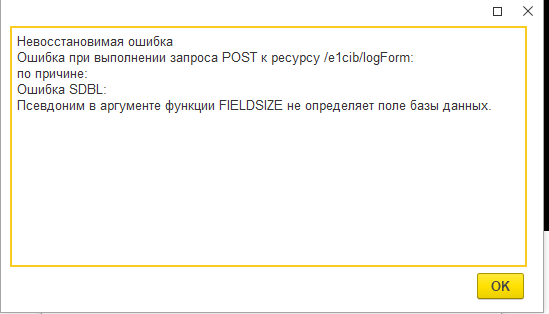 Невосстановимая ошибка
Ошибка при выполнении запроса POST к ресурсу /e1cib/logForm:
по причине:
Ошибка SDBL:
Псевдоним в аргументе функции FIELDSIZE не определяет поле базы данных.
OK